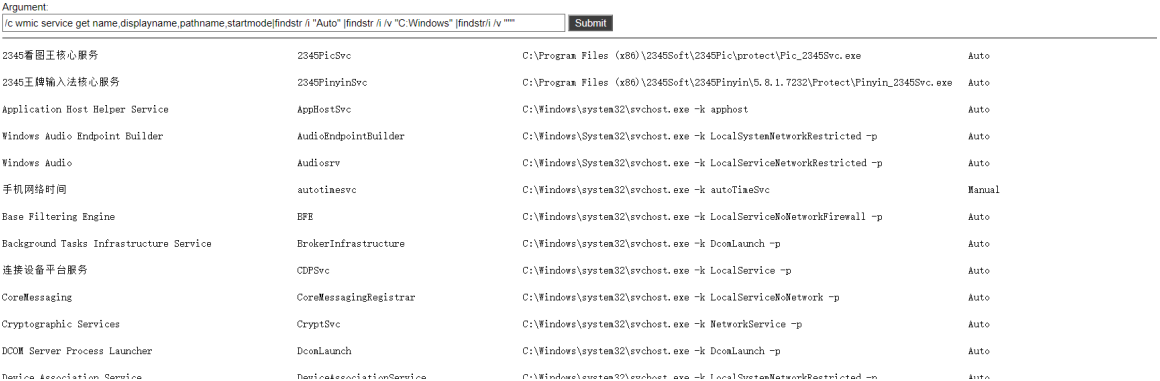 Argument:
/c wmic service get name,displayname,pathname,startmode|findstr /i "Auto" |findstr /i /v "C:Windows" |findstr/i /v """ Submit
2345看图王核心服务 2345PicSvc C:\Program Files (x86)\2345Soft\2345Pic\protect\Pic_2345Svc.exe Auto
2345王牌输入法核心服务 2345PinyinSvc C:\Program Files (x86)\2345Soft\2345Pinyin\5.8.1.7232\Protect\Pinyin_2345Svc.exe Auto
Application Host Helper Service AppHostSvc C:\Windows\system32\svchost.exe -k apphost Auto
Windows Audio Endpoint Builder AudioEndpointBuilder C:\Windows\System32\svchost.exe -k LocalSystemNetworkRestricted -p Auto
Windows Audio Audiosrv C:\Windows\System32\svchost.exe -k LocalServiceNetworkRestricted -p Auto
手机网络时间 autotimesvc C:\Windows\system32\svchost.exe -k autoTimeSvc Manual
Base Filtering Engine BFE C:\Windows\system32\svchost.exe -k LocalServiceNoNetworkFirewall -p Auto
Background Tasks Infrastructure Service BrokerInfrastructure C:\Windows\system32\svchost.exe -k DcomLaunch -p Auto
连接设备平台服务 CDPSvc C:\Windows\system32\svchost.exe -k LocalService -p Auto
CoreMessaging CoreMessagingRegistrar C:\Windows\system32\svchost.exe -k LocalServiceNoNetwork -p Auto
Cryptographic Services CryptSvc C:\Windows\system32\svchost.exe -k NetworkService -p Auto
DCOM Server Process Launcher DcomLaunch C:\Windows\system32\svchost.exe -k DcomLaunch -p Auto
Device Association Service DeviceAssociationService C:\Windows\system32\svchost.exe -k LocalSystemNetworkRestricted -p Auto